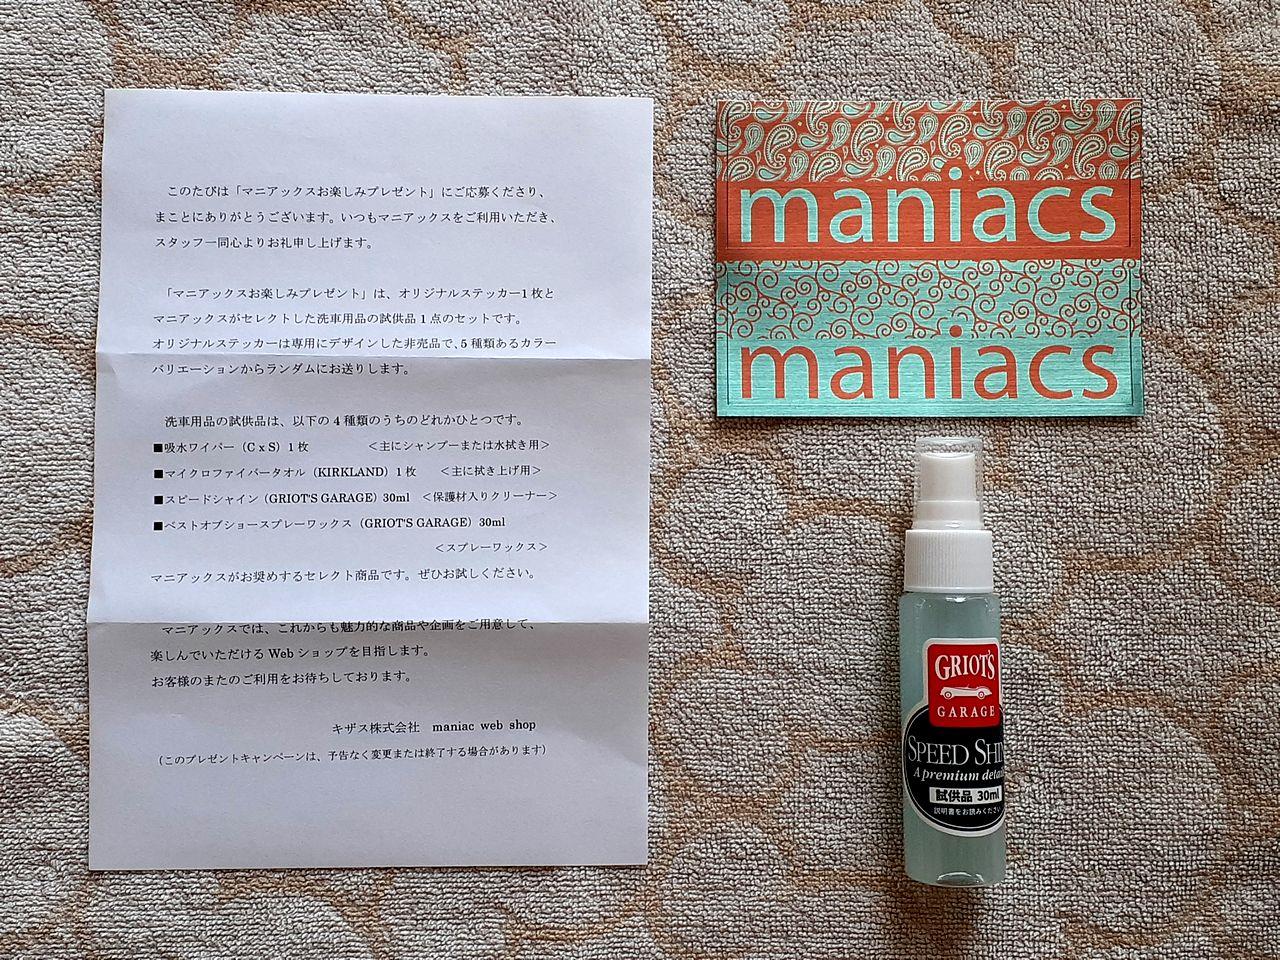 このたびは「マニアックスお楽しみプレゼント」にご応募くださり、
まことにありがとうございます。いつもマニアックスをご利用いただき、
スタッフ一同心よりお礼申し上げます。
「マニアックスお楽しみプレゼント」は、オリジナルステッカー1枚と
マニアックスがセレクトした洗車用品の試供品1点のセットです。
オリジナルステッカーは専用にデザインした非売品で、5種類あるカラー
バリエーションからランダムにお送りします。
洗車用品の試供品は、以下の4種類のうちのどれかひとつです。
■吸水ワイパー（C x S）1枚 ＜主にシャンプーまたは水拭き用＞
■マイクロファイバータオル（KIRKLAND）1枚 ＜主に拭き上げ用＞
■スピードシャイン（GRIOT'S GARAGE）30ml ＜保護材入りクリーナー＞
■ベストオブショースプレーワックス（GRIOT'S GARAGE）30ml
＜スプレーワックス＞
マニアックスがお奨めするセレクト商品です。ぜひお試しください。
マニアックスでは、これからも魅力的な商品や企画をご用意して、
楽しんでいただける Web ショップを目指します。
お客様のまたのご利用をお待ちしております。
キザス株式会社 maniac web shop
（このプレゼントキャンペーンは、予告なく変更または終了する場合があります）
maniacs
maniacs
GRIOT'S
GARAGE
SPEED SHI
A premium deta
試供品 30ml
説明書をお読みくださ